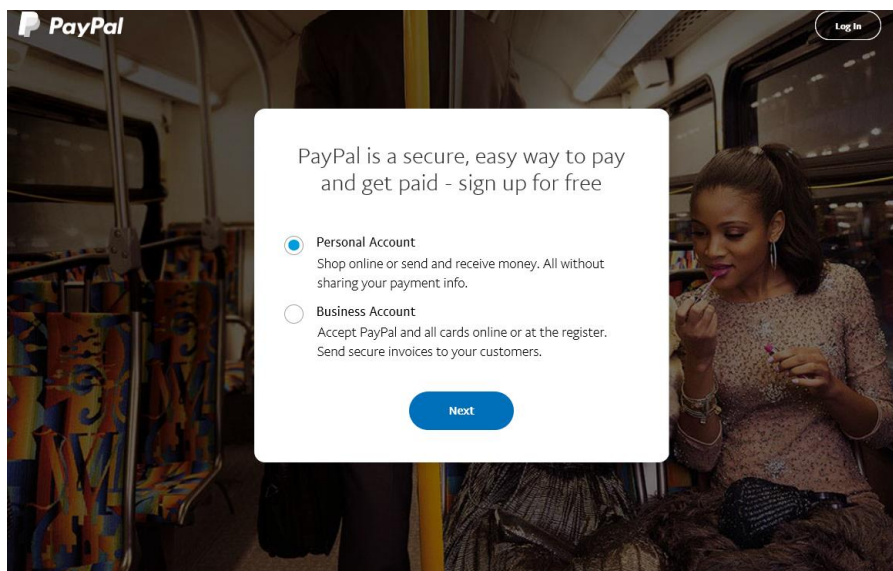 PayPal
Log In
PayPal is a secure, easy way to pay
and get paid - sign up for free
Personal Account
Shop online or send and receive money. All without
sharing your payment info.
Business Account
Accept PayPal and all cards online or at the register.
Send secure invoices to your customers.
Next